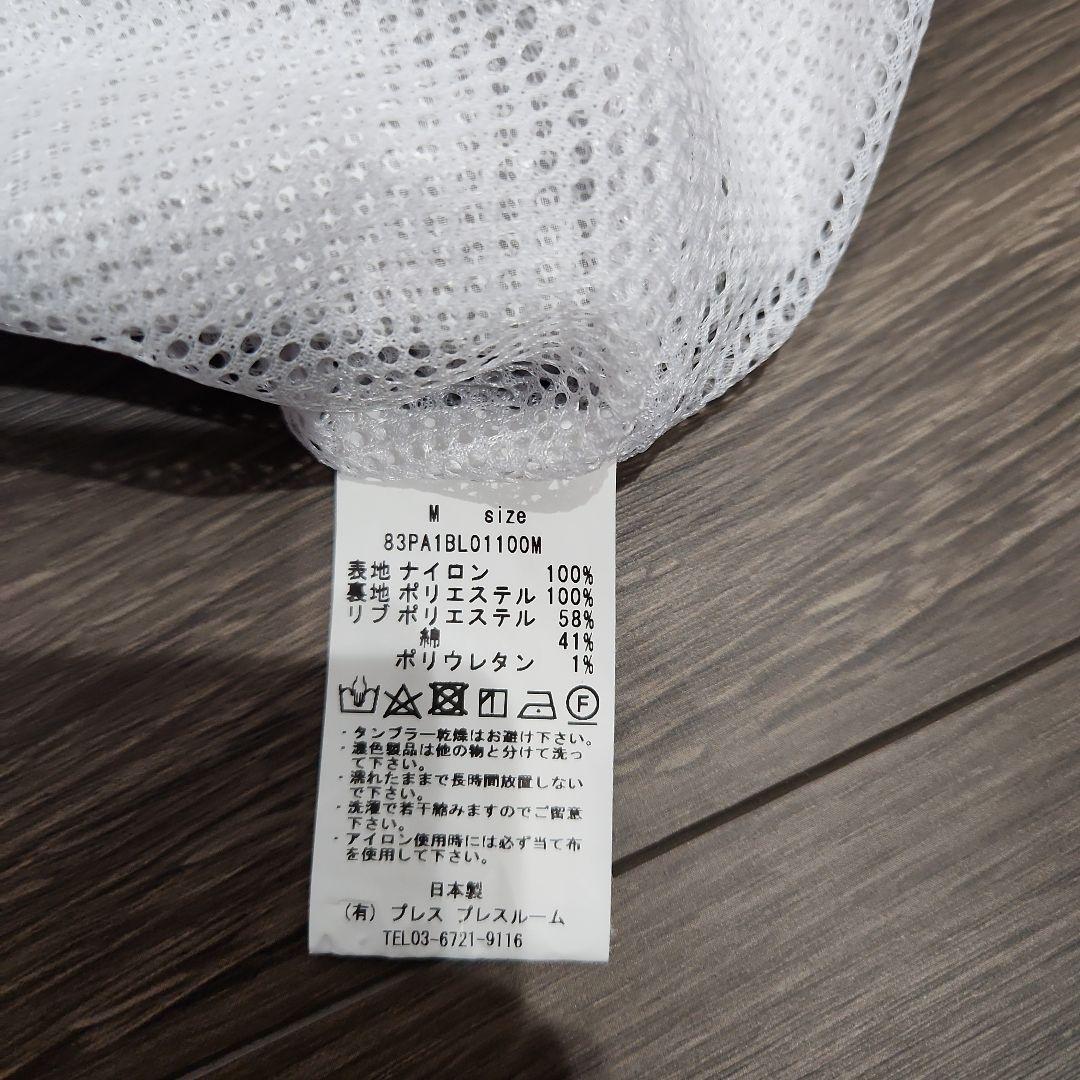 M size
83PA1BL01100M
表地 ナイロン 100%
裏地 ポリエステル 100%
リブ ポリエステル 58%
綿 41%
ポリウレタン 1%
F
・タンブラー乾燥はお避け下さい。
・濃色製品は他の物と分けて洗っ
て下さい。
・濡れたままで長時間放置しない
で下さい。
・洗濯で若干縮みますのでご留意
下さい。
・アイロン使用時には必ず当て布
を使用して下さい。
日本製
(有) プレス プレスルーム
TEL03-6721-9116